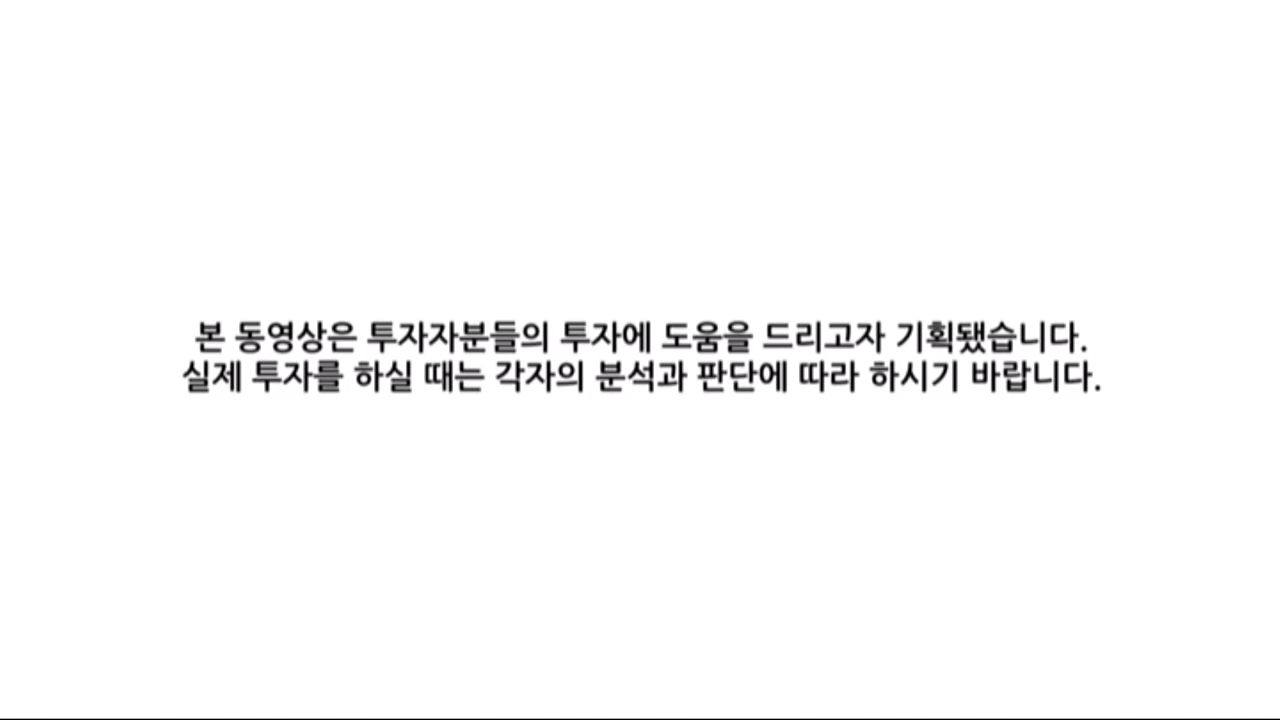 본 동영상은 투자자분들의 투자에 도움을 드리고자 기획됐습니다.
실제 투자를 하실 때는 각자의 분석과 판단에 따라 하시기 바랍니다.